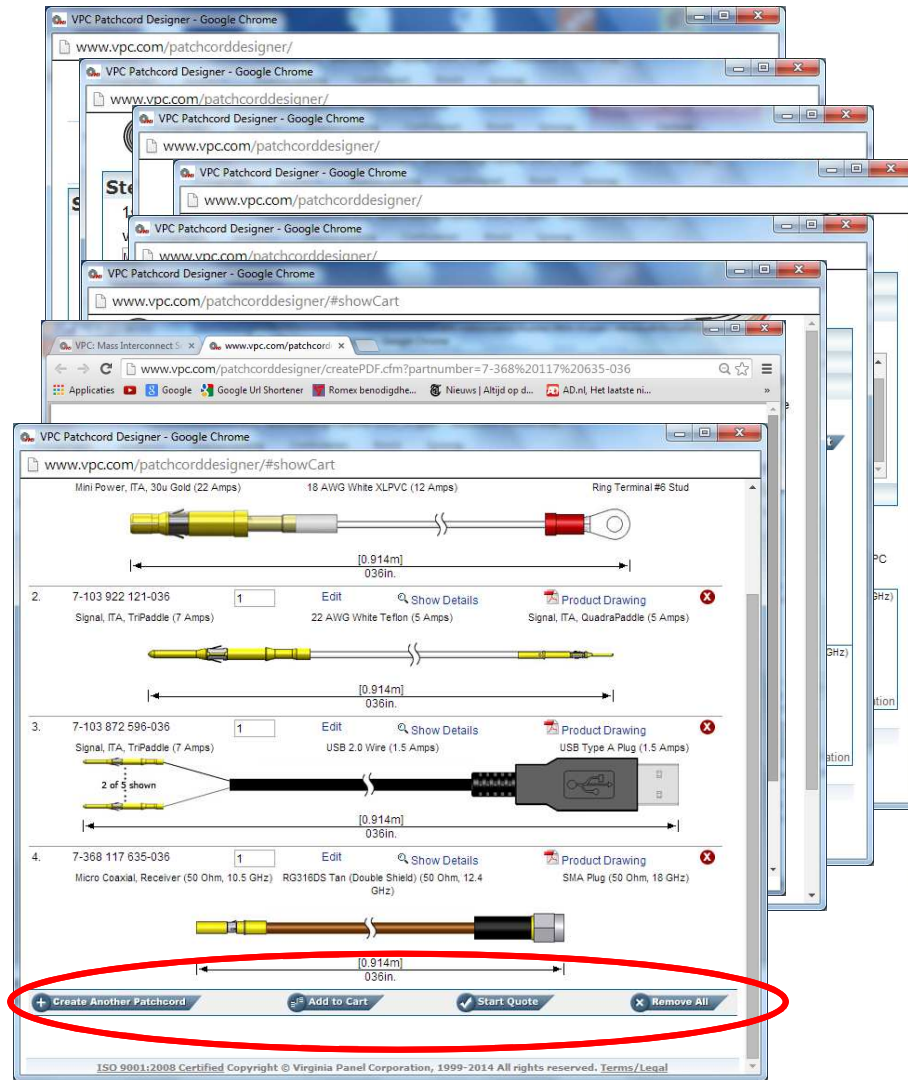 VPC Patchcord Designer - Google Chrome
www.vpc.com/patchcorddesigner/
VPC Patchcord Designer - Google Chrome
www.vpc.com/patchcorddesigner/
VPC Patchcord Designer - Google Chrome
www.vpc.com/patchcorddesigner/
VPC Patchcord Designer - Google Chrome
www.vpc.com/patchcorddesigner/
Ste
VPC Patchcord Designer - Google Chrome
www.vpc.com/patchcorddesigner/
VPC Patchcord Designer - Google Chrome
www.vpc.com/patchcorddesigner/#showCart
VPC: Mass Interconnect S × www.vpc.com/patchcord ×
www.vpc.com/patchcorddesigner/createPDF.cfm?partnumber=7-368%20117%20635-036
Applicaties Google Google Url Shortener Romex benodigdhe... Nieuws | Altijd op d... AD.nl, Het laatste ni... »
VPC Patchcord Designer - Google Chrome
www.vpc.com/patchcorddesigner/#showCart
Mini Power, ITA, 30u Gold (22 Amps) 18 AWG White XLPVC (12 Amps) Ring Terminal #6 Stud
[0.914m]
036in.
2. 7-103 922 121-036 1 Edit Show Details Product Drawing
Signal, ITA, TriPaddle (7 Amps) 22 AWG White Teflon (5 Amps) Signal, ITA, QuadraPaddle (5 Amps)
[0.914m]
036in.
3. 7-103 872 596-036 1 Edit Show Details Product Drawing
Signal, ITA, TriPaddle (7 Amps) USB 2.0 Wire (1.5 Amps) USB Type A Plug (1.5 Amps)
2 of 5 shown
[0.914m]
036in.
4. 7-368 117 635-036 1 Edit Show Details Product Drawing
Micro Coaxial, Receiver (50 Ohm, 10.5 GHz) RG316DS Tan (Double Shield) (50 Ohm, 12.4 GHz) SMA Plug (50 Ohm, 18 GHz)
[0.914m]
036in.
Create Another Patchcord Add to Cart Start Quote Remove All
ISO 9001:2008 Certified Copyright © Virginia Panel Corporation, 1999-2014 All rights reserved. Terms/Legal
PC
GHz)
GHz)
ation
ation